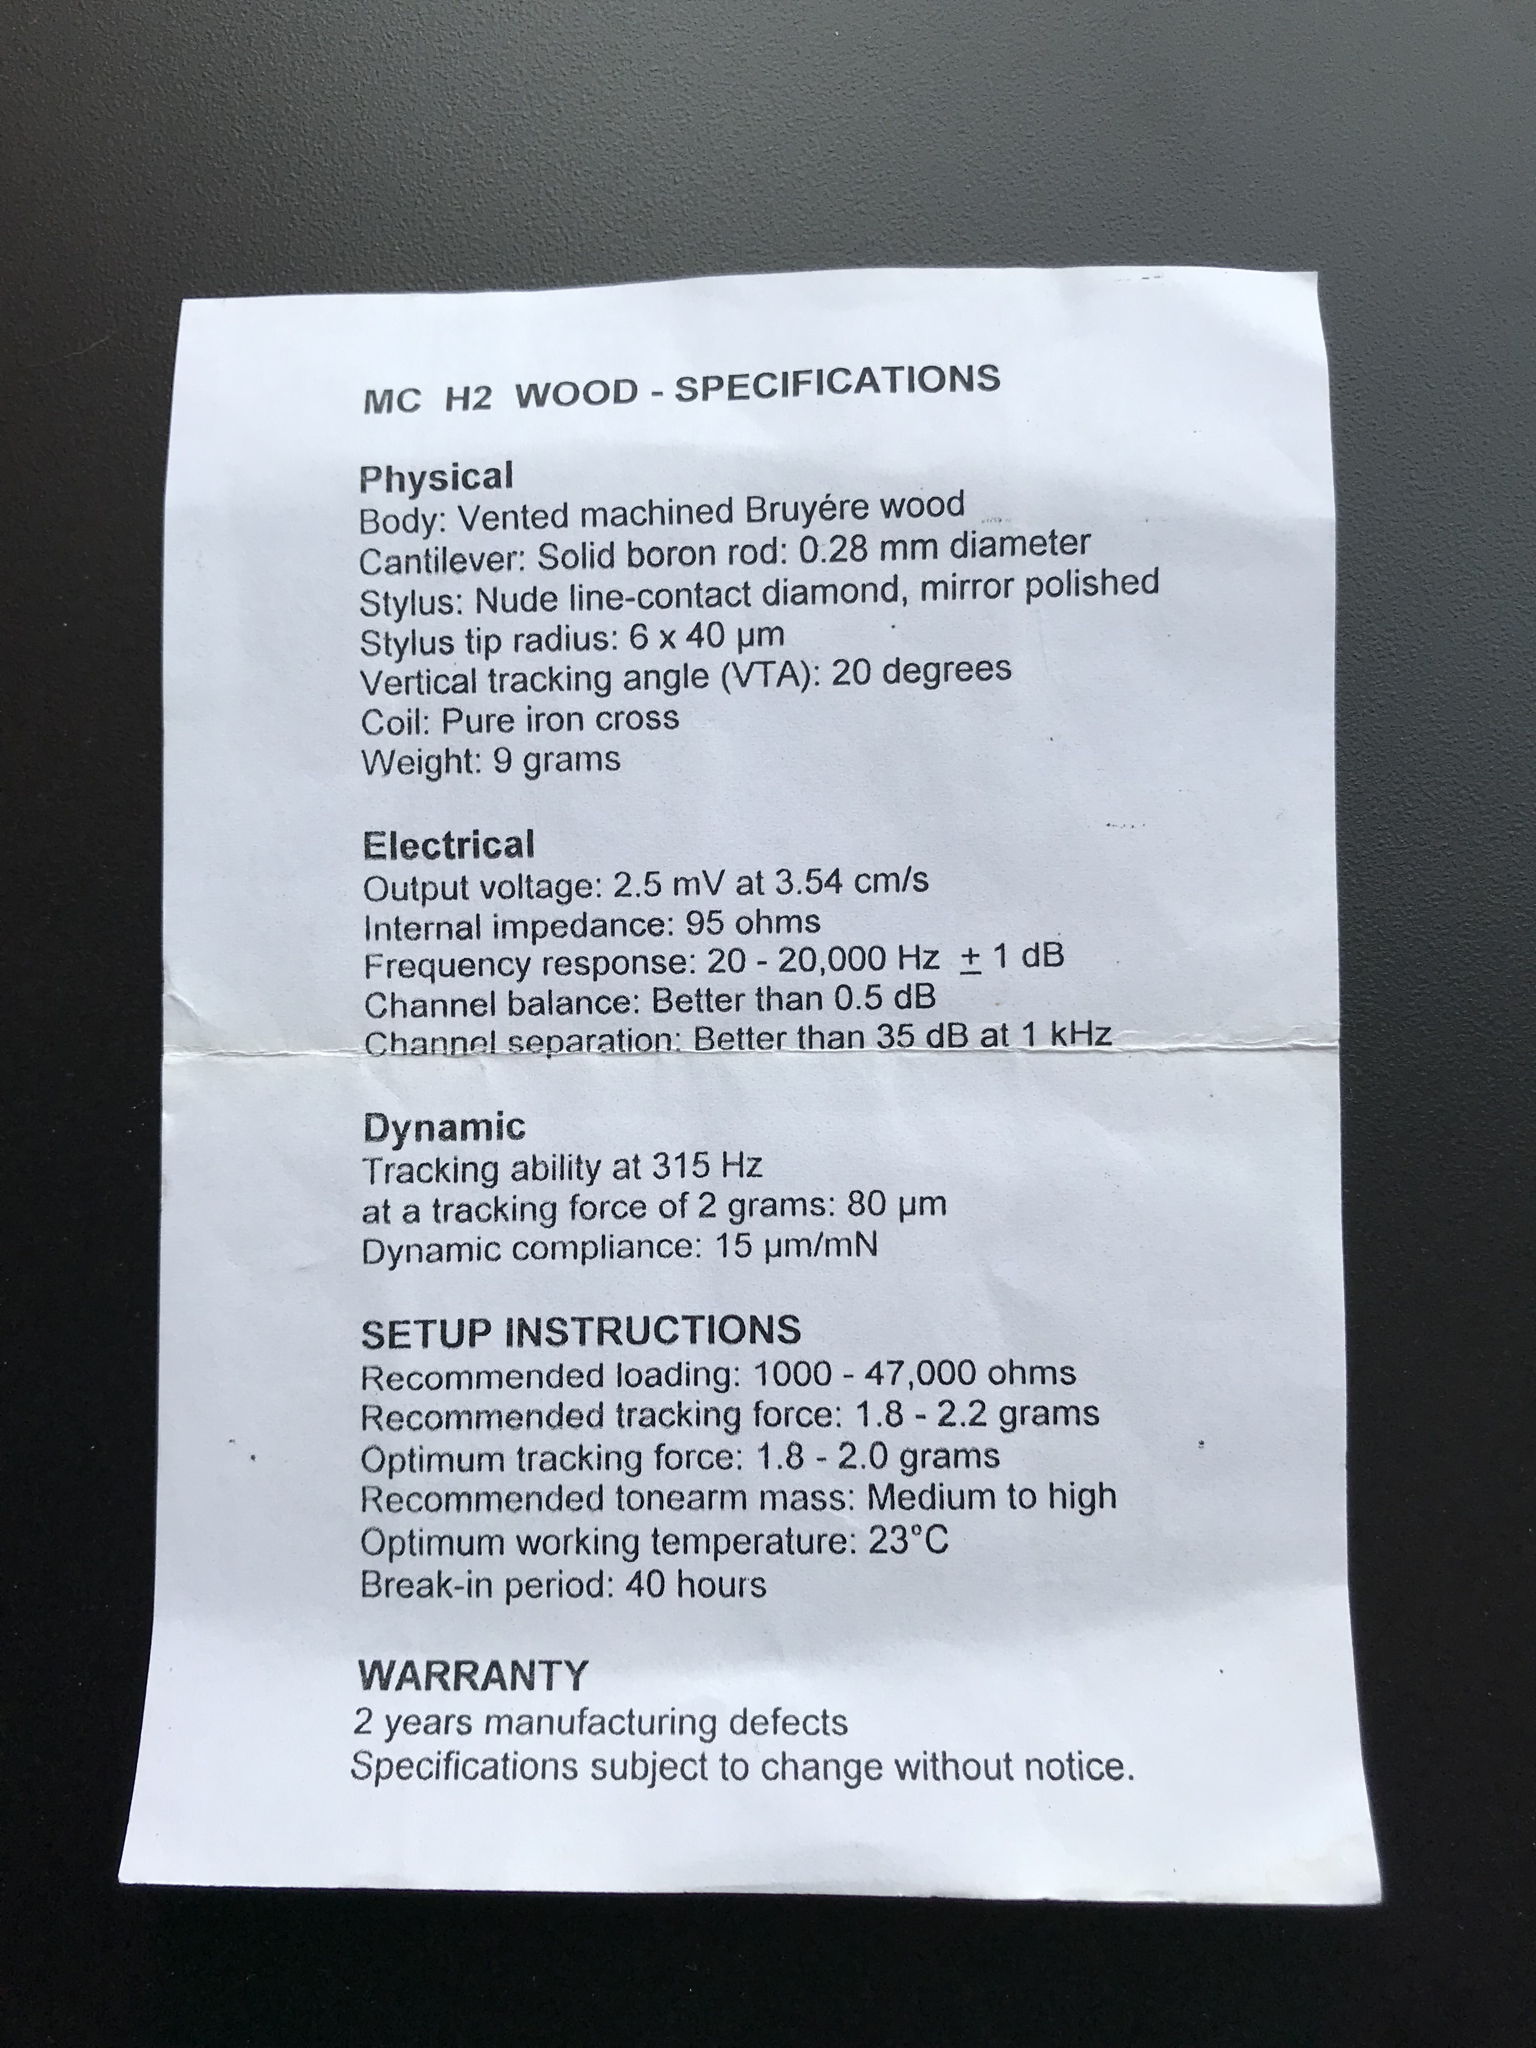 MC H2 WOOD - SPECIFICATIONS
Physical
Body: Vented machined Bruyére wood
Cantilever: Solid boron rod: 0.28 mm diameter
Stylus: Nude line-contact diamond, mirror polished
Stylus tip radius: 6 x 40 µm
Vertical tracking angle (VTA): 20 degrees
Coil: Pure iron cross
Weight: 9 grams
Electrical
Output voltage: 2.5 mV at 3.54 cm/s
Internal impedance: 95 ohms
Frequency response: 20 - 20,000 Hz ± 1 dB
Channel balance: Better than 0.5 dB
Channel separation: Better than 35 dB at 1 kHz
Dynamic
Tracking ability at 315 Hz
at a tracking force of 2 grams: 80 µm
Dynamic compliance: 15 µm/mN
SETUP INSTRUCTIONS
Recommended loading: 1000 - 47,000 ohms
Recommended tracking force: 1.8 - 2.2 grams
Optimum tracking force: 1.8 - 2.0 grams
Recommended tonearm mass: Medium to high
Optimum working temperature: 23°C
Break-in period: 40 hours
WARRANTY
2 years manufacturing defects
Specifications subject to change without notice.